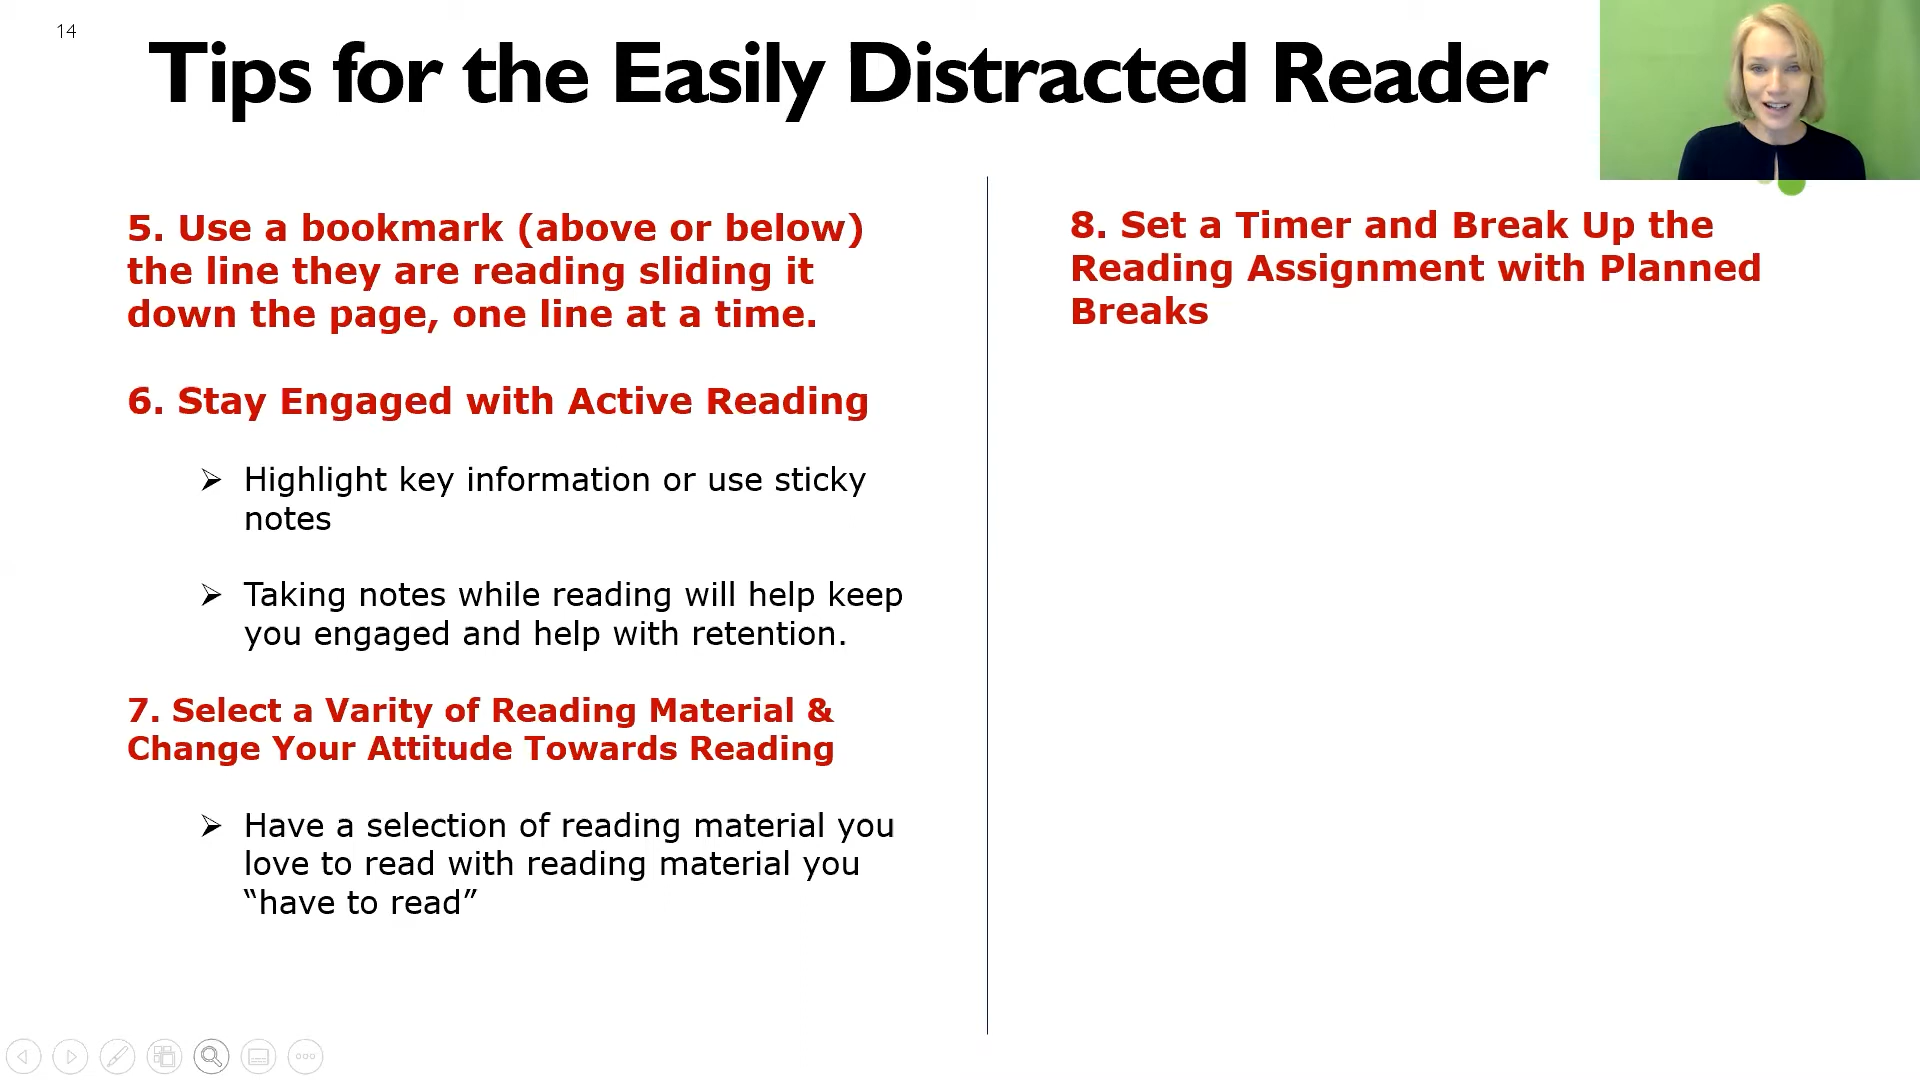 14
Tips for the Easily Distracted Reader
5. Use a bookmark (above or below)
the line they are reading sliding it
down the page, one line at a time.
6. Stay Engaged with Active Reading
Highlight key information or use sticky
notes
Taking notes while reading will help keep
you engaged and help with retention.
7. Select a Varity of Reading Material &
Change Your Attitude Towards Reading
Have a selection of reading material you
love to read with reading material you
“have to read”
8. Set a Timer and Break Up the
Reading Assignment with Planned
Breaks